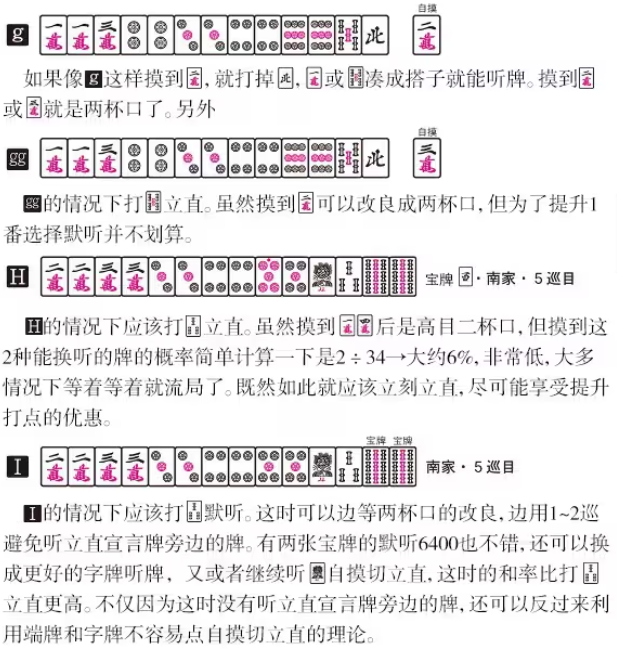 自摸
g 一萬 一萬 三萬 北 二萬
如果像g这样摸到二萬,就打掉北,一萬或凑成搭子就能听牌。摸到二萬
或就是两杯口了。另外
自摸
gg 一萬 一萬 三萬 北 三萬
gg的情况下打立直。虽然摸到二萬可以改良成两杯口,但为了提升1
番选择默听并不划算。
H 二萬 二萬 三萬 三萬 宝牌·南家·5巡目
H的情况下应该打立直。虽然摸到一萬四萬后是高目二杯口,但摸到这
2种能换听的牌的概率简单计算一下是2÷34→大约6%,非常低,大多
情况下等着等着就流局了。既然如此就应该立刻立直,尽可能享受提升
打点的优惠。
宝牌 宝牌
I 二萬 二萬 三萬 三萬 南家·5巡目
I的情况下应该打默听。这时可以边等两杯口的改良,边用1~2巡
避免听立直宣言牌旁边的牌。有两张宝牌的默听6400也不错,还可以换
成更好的字牌听牌，又或者继续听自摸切立直,这时的和率比打
立直更高。不仅因为这时没有听立直宣言牌旁边的牌,还可以反过来利
用端牌和字牌不容易点自摸切立直的理论。